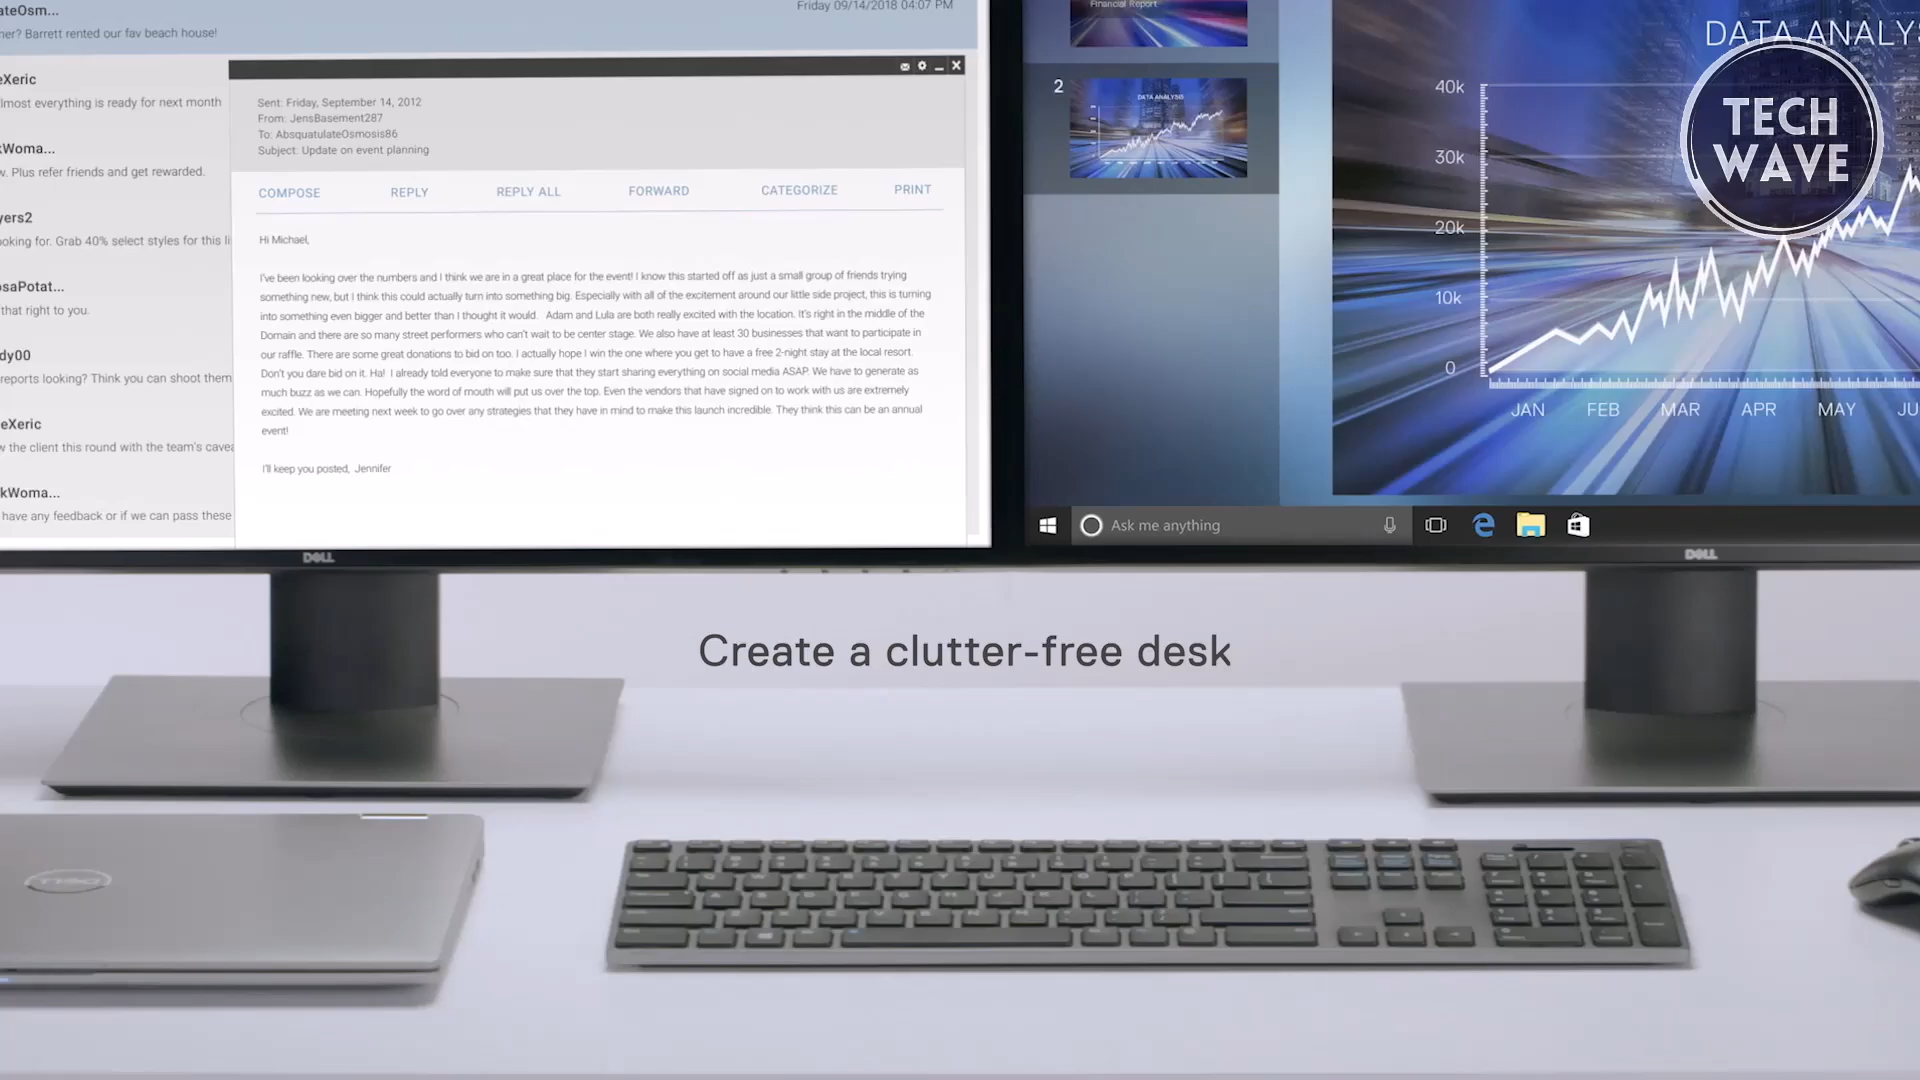 Friday 09/14/2018 04:07 PM
her? Barrett rented our fav beach house!
eXeric
lmost everything is ready for next month
kWoma...
w. Plus refer friends and get rewarded.
yers2
ooking for. Grab 40% select styles for this li
osaPotat...
that right to you.
dy00
reports looking? Think you can shoot them
eXeric
w the client this round with the team's cavea
kWoma...
have any feedback or if we can pass these
Sent: Friday, September 14, 2012
From: JensBasement287
To: AbsquatulateOsmosis86
Subject: Update on event planning
COMPOSE REPLY REPLY ALL FORWARD CATEGORIZE PRINT
Hi Michael,
I've been looking over the numbers and I think we are in a great place for the event! I know this started off as just a small group of friends trying
something new, but I think this could actually turn into something big. Especially with all of the excitement around our little side project, this is turning
into something even bigger and better than I thought it would. Adam and Lula are both really excited with the location. It's right in the middle of the
Domain and there are so many street performers who can't wait to be center stage. We also have at least 30 businesses that want to participate in
our raffle. There are some great donations to bid on too. I actually hope I win the one where you get to have a free 2-night stay at the local resort.
Don't you dare bid on it. Ha! I already told everyone to make sure that they start sharing everything on social media ASAP. We have to generate as
much buzz as we can. Hopefully the word of mouth will put us over the top. Even the vendors that have signed on to work with us are extremely
excited. We are meeting next week to go over any strategies that they have in mind to make this launch incredible. They think this can be an annual
event!
I'll keep you posted, Jennifer
Financial Report
2
DATA ANALYSIS
DATA ANALYS
TECH
WAVE
40k
30k
20k
10k
0
JAN FEB MAR APR MAY JU
Ask me anything
DELL
DELL
Create a clutter-free desk
DELL